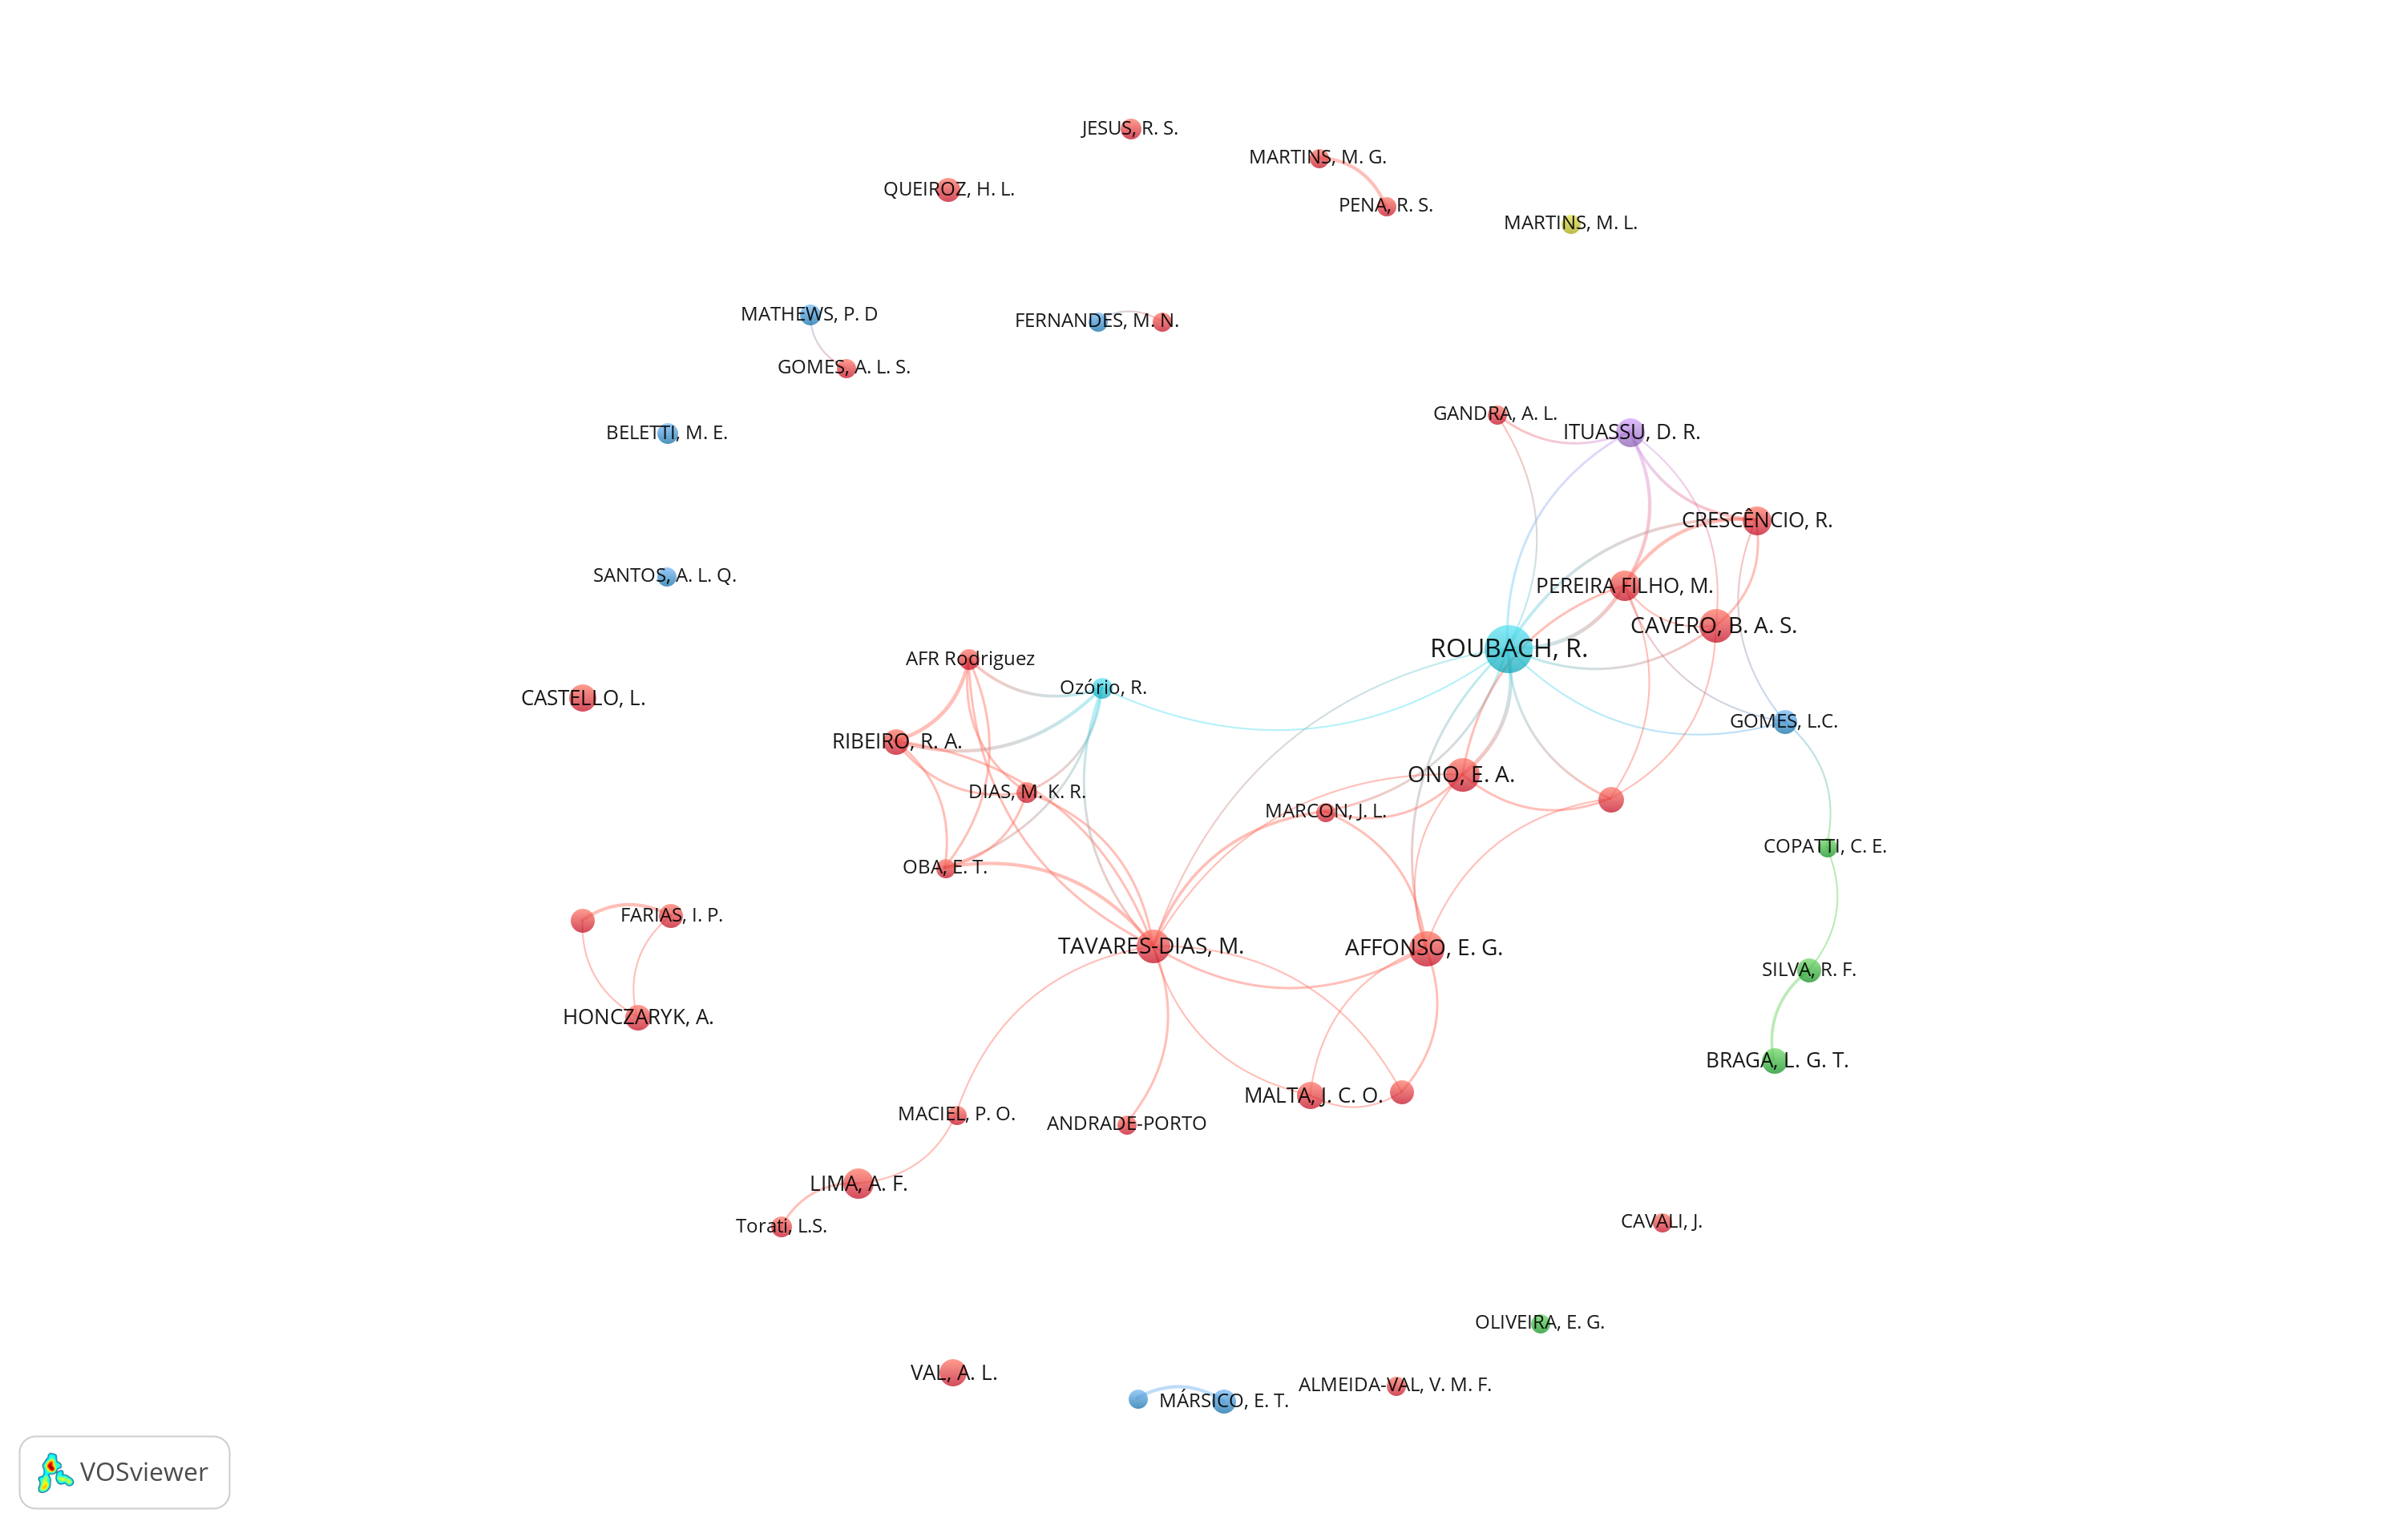 JESUS, R. S.
MARTINS, M. G.
QUEIROZ, H. L.
PENA, R. S.
MARTINS, M. L.
MATHEWS, P. D
FERNANDES, M. N.
GOMES, A. L. S.
GANDRA, A. L.
BELETTI, M. E.
ITUASSU, D. R.
CRESCÊNCIO, R.
SANTOS, A. L. Q.
PEREIRA FILHO, M.
CAVERO, B. A. S.
ROUBACH, R.
AFR Rodriguez
Ozório, R.
CASTELLO, L.
GOMES, L.C.
RIBEIRO, R. A.
ONO, E. A.
DIAS, M. K. R.
MARCON, J. L.
COPATTI, C. E.
OBA, E. T.
FARIAS, I. P.
TAVARES-DIAS, M.
AFFONSO, E. G.
SILVA, R. F.
HONCZARYK, A.
BRAGA, L. G. T.
MALTA, J. C. O.
MACIEL, P. O.
ANDRADE-PORTO
LIMA, A. F.
Torati, L.S.
CAVALI, J.
OLIVEIRA, E. G.
VAL, A. L.
ALMEIDA-VAL, V. M. F.
MÁRSICO, E. T.
VOSviewer